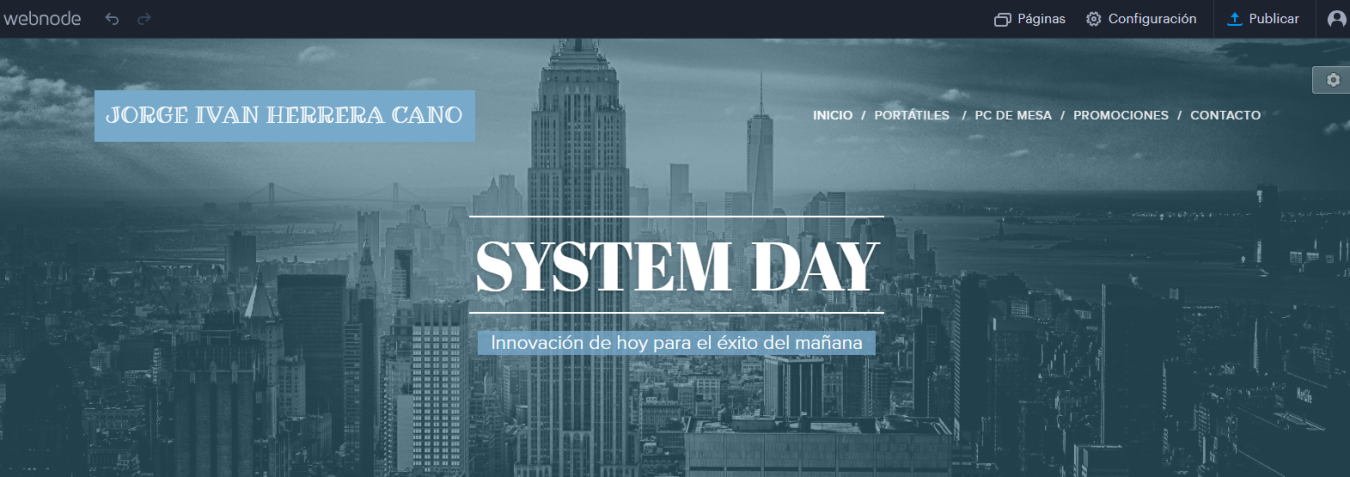 webnode
Páginas
Configuración
Publicar
JORGE IVAN HERRERA CANO
INICIO / PORTÁTILES / PC DE MESA / PROMOCIONES / CONTACTO
SYSTEM DAY
Innovación de hoy para el éxito del mañana